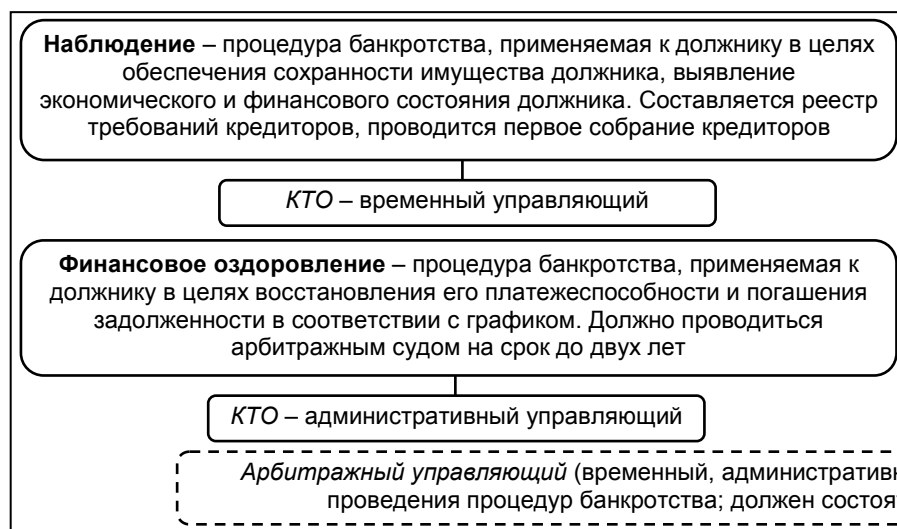 Наблюдение – процедура банкротства, применяемая к должнику в целях
обеспечения сохранности имущества должника, выявление
экономического и финансового состояния должника. Составляется реестр
требований кредиторов, проводится первое собрание кредиторов
КТО – временный управляющий
Финансовое оздоровление – процедура банкротства, применяемая к
должнику в целях восстановления его платежеспособности и погашения
задолженности в соответствии с графиком. Должно проводиться
арбитражным судом на срок до двух лет
КТО – административный управляющий
Арбитражный управляющий (временный, административн
проведения процедур банкротства; должен состоят